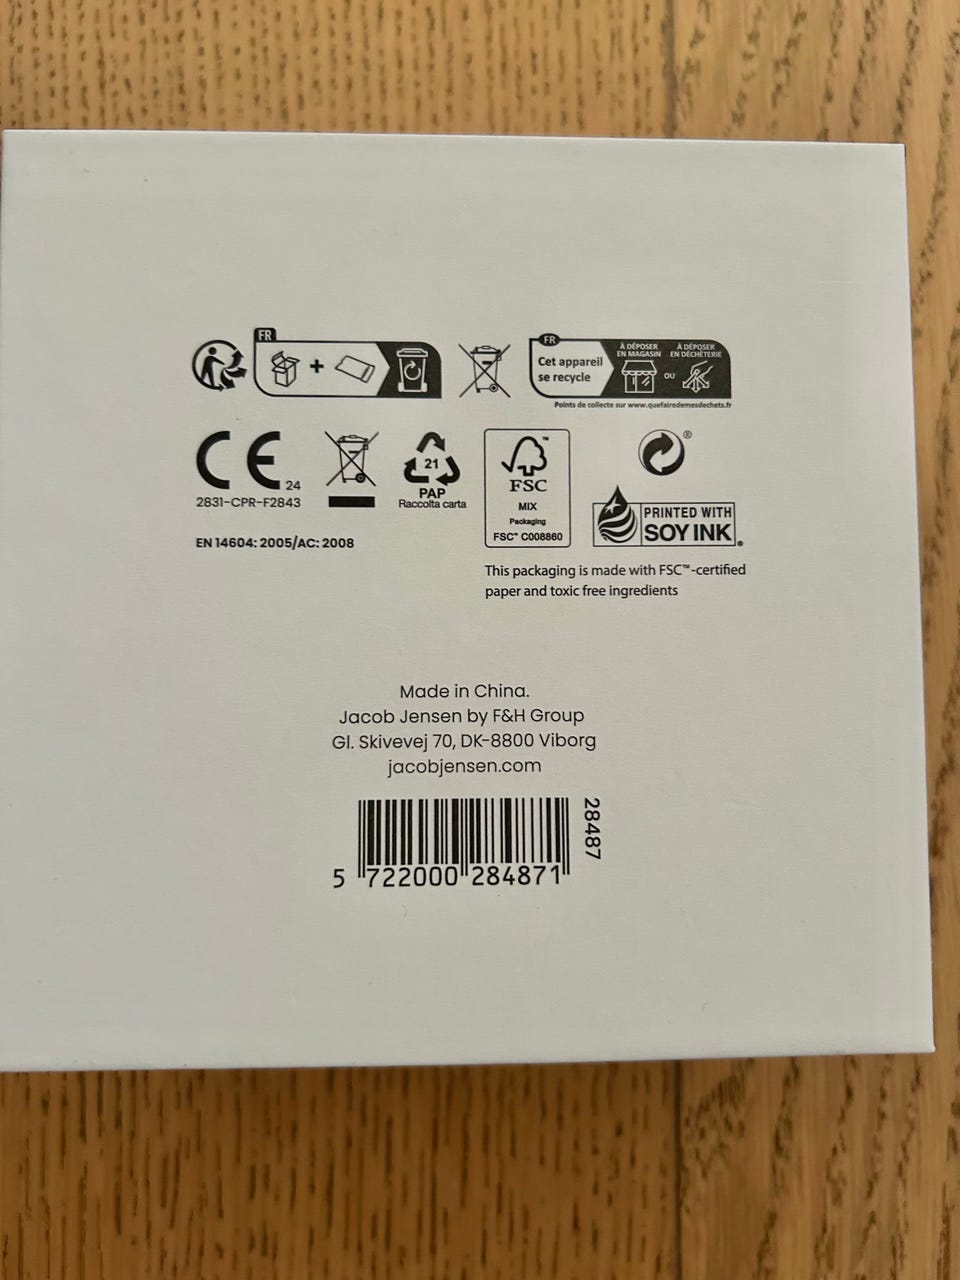 FR
FR
Cet appareil
se recycle
À DÉPOSER
EN MAGASIN
OU
À DÉPOSER
EN DÉCHÈTERIE
Points de collecte sur www.quefairedemesdechets.fr
CE 24
2831-CPR-F2843
EN 14604: 2005/AC: 2008
21
PAP
Raccolta carta
FSC™
MIX
Packaging
FSC™ C008860
®
PRINTED WITH
SOY INK®
This packaging is made with FSC™-certified
paper and toxic free ingredients
Made in China.
Jacob Jensen by F&H Group
Gl. Skivevej 70, DK-8800 Viborg
jacobjensen.com
28487
5 722000 284871